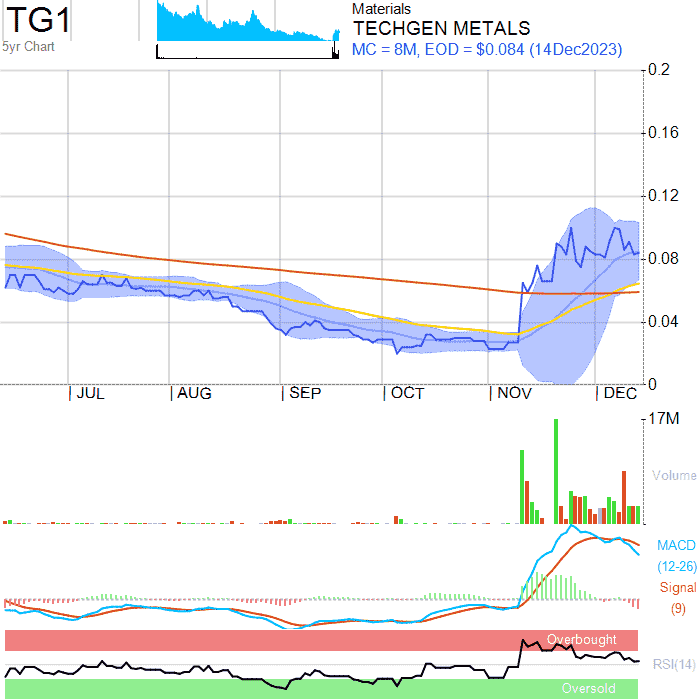 TG1
5yr Chart
Materials
TECHGEN METALS
MC = 8M, EOD = $0.084 (14Dec2023)
0.2
0.16
0.12
0.08
0.04
0
JUL AUG SEP OCT NOV DEC
17M
Volume
MACD
(12-26)
Signal
(9)
Overbought
RSI(14)
Oversold